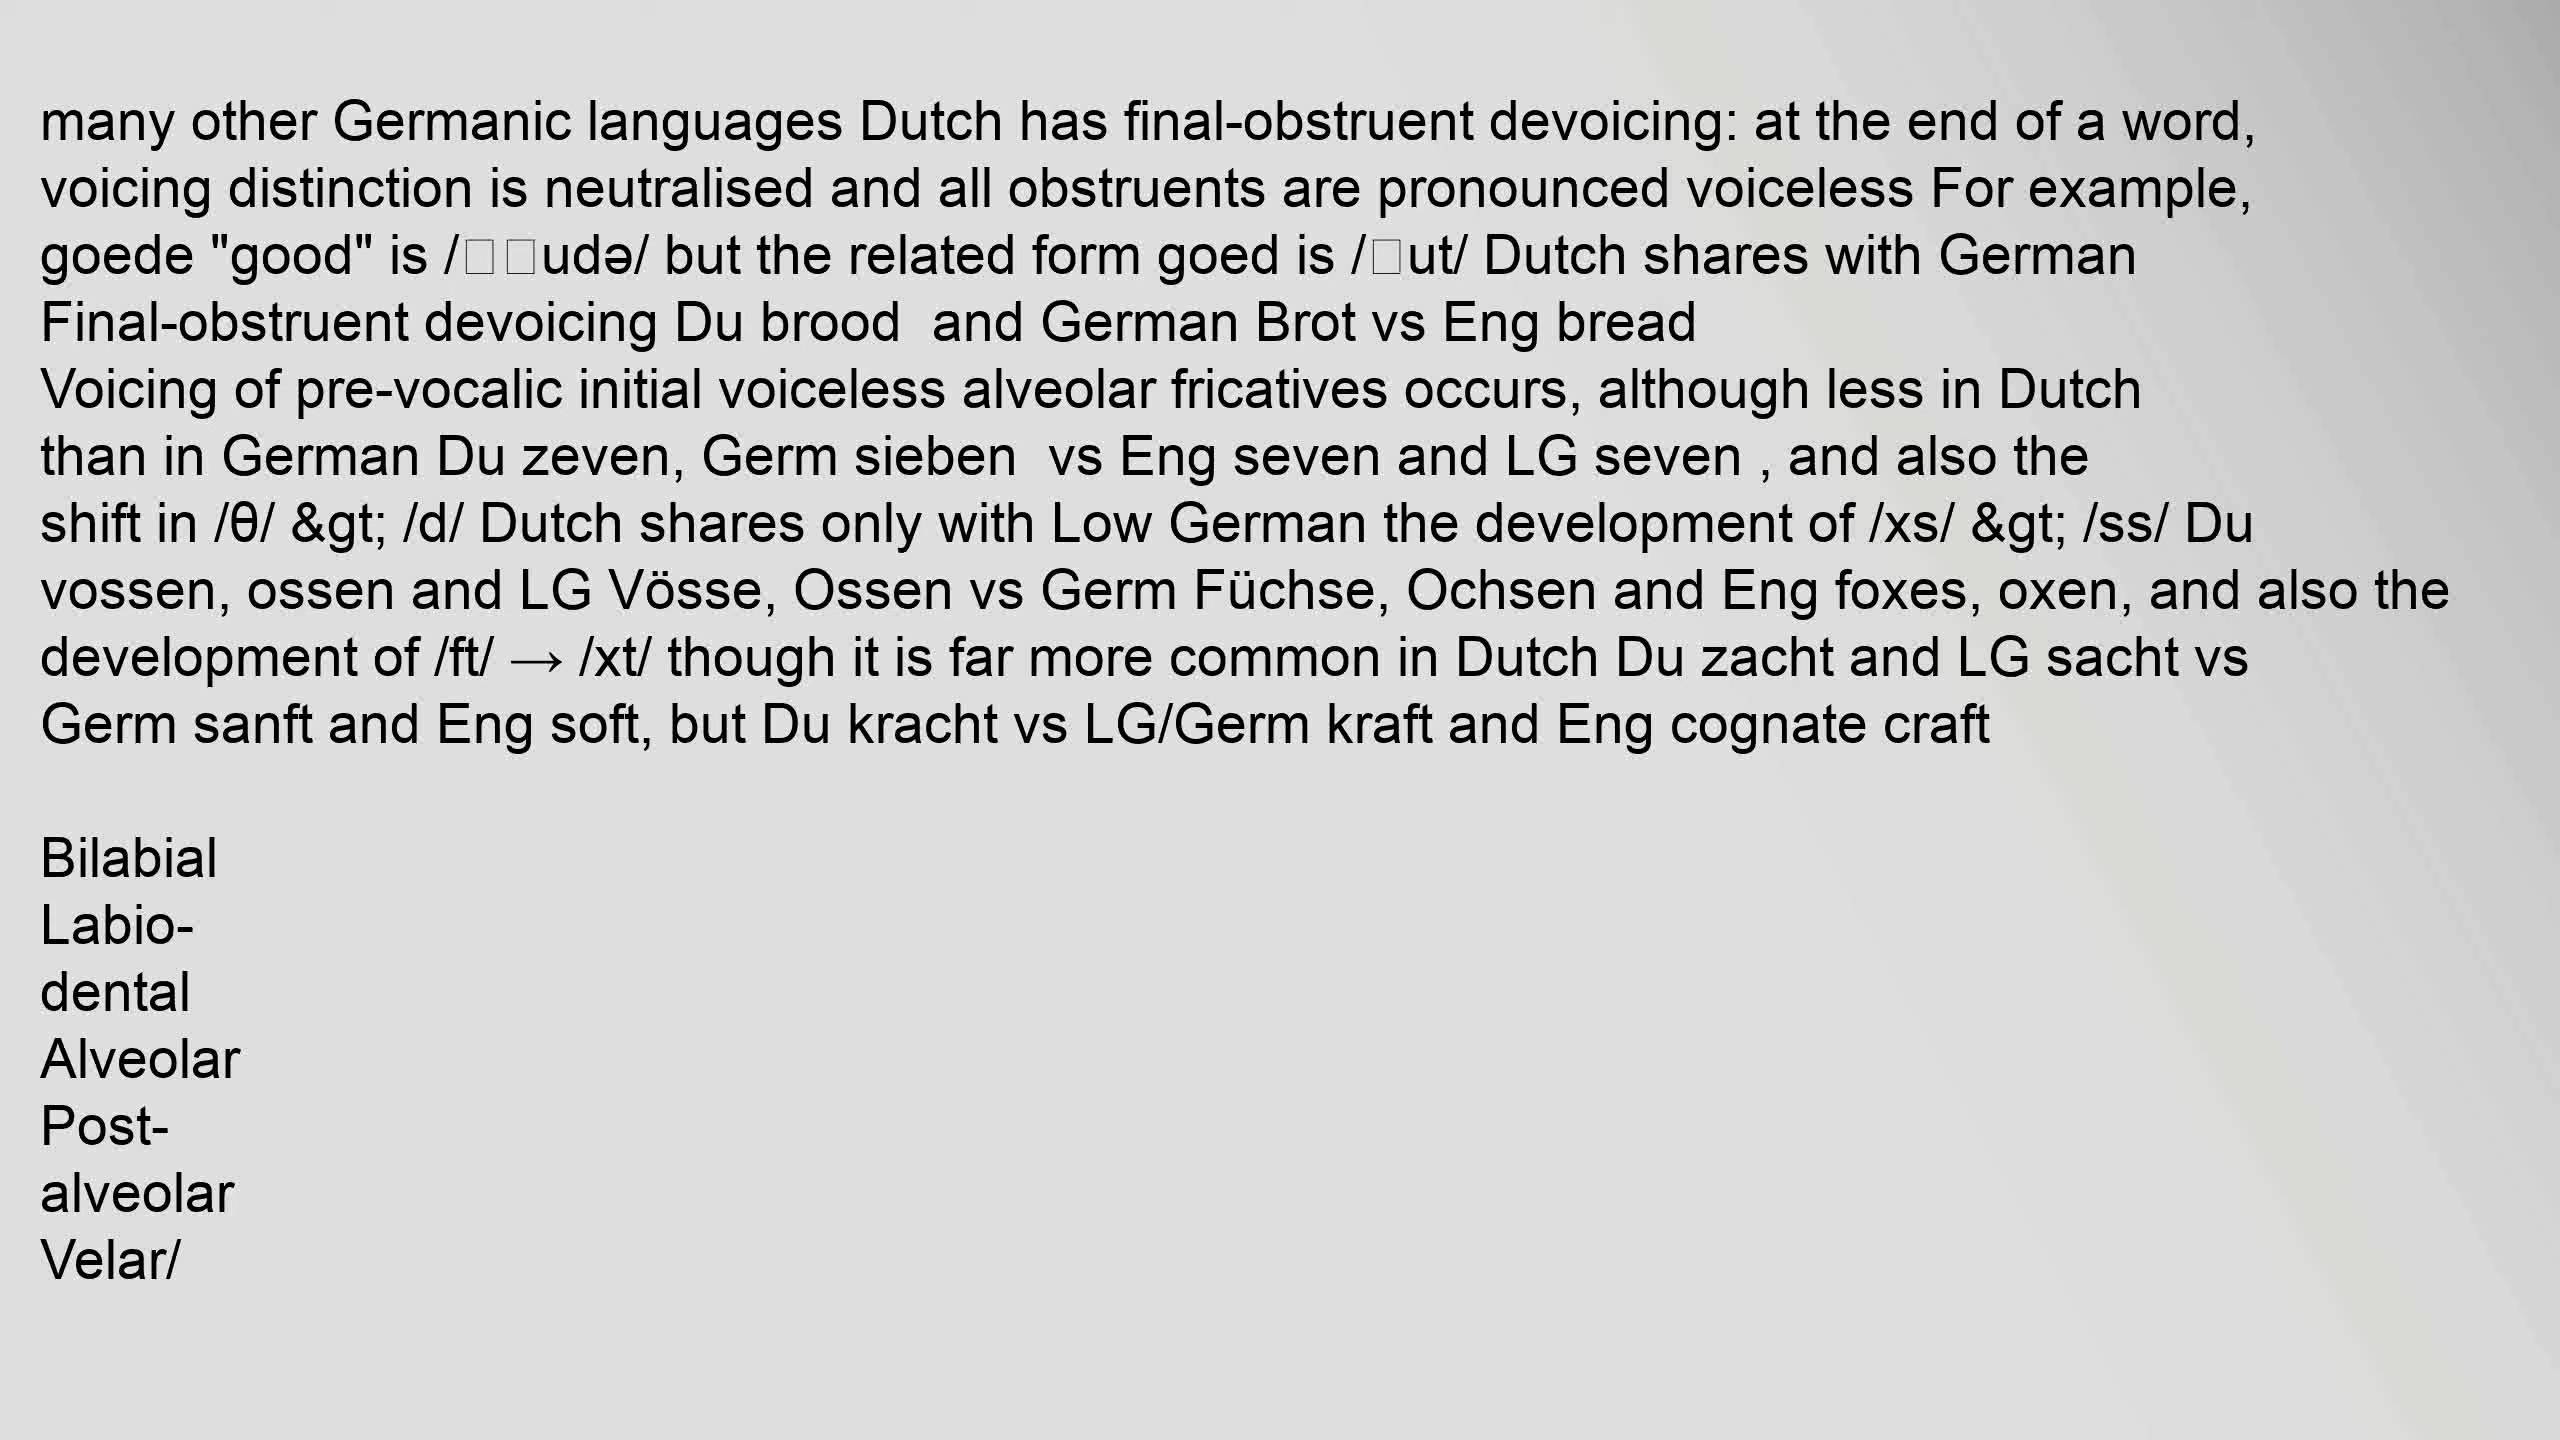 many other Germanic languages Dutch has final-obstruent devoicing: at the end of a word,
voicing distinction is neutralised and all obstruents are pronounced voiceless For example,
goede "good" is /□□udə/ but the related form goed is /□ut/ Dutch shares with German
Final-obstruent devoicing Du brood  and German Brot vs Eng bread
Voicing of pre-vocalic initial voiceless alveolar fricatives occurs, although less in Dutch
than in German Du zeven, Germ sieben  vs Eng seven and LG seven , and also the
shift in /θ/ &gt; /d/ Dutch shares only with Low German the development of /xs/ &gt; /ss/ Du
vossen, ossen and LG Vösse, Ossen vs Germ Füchse, Ochsen and Eng foxes, oxen, and also the
development of /ft/ → /xt/ though it is far more common in Dutch Du zacht and LG sacht vs
Germ sanft and Eng soft, but Du kracht vs LG/Germ kraft and Eng cognate craft
Bilabial
Labio-
dental
Alveolar
Post-
alveolar
Velar/